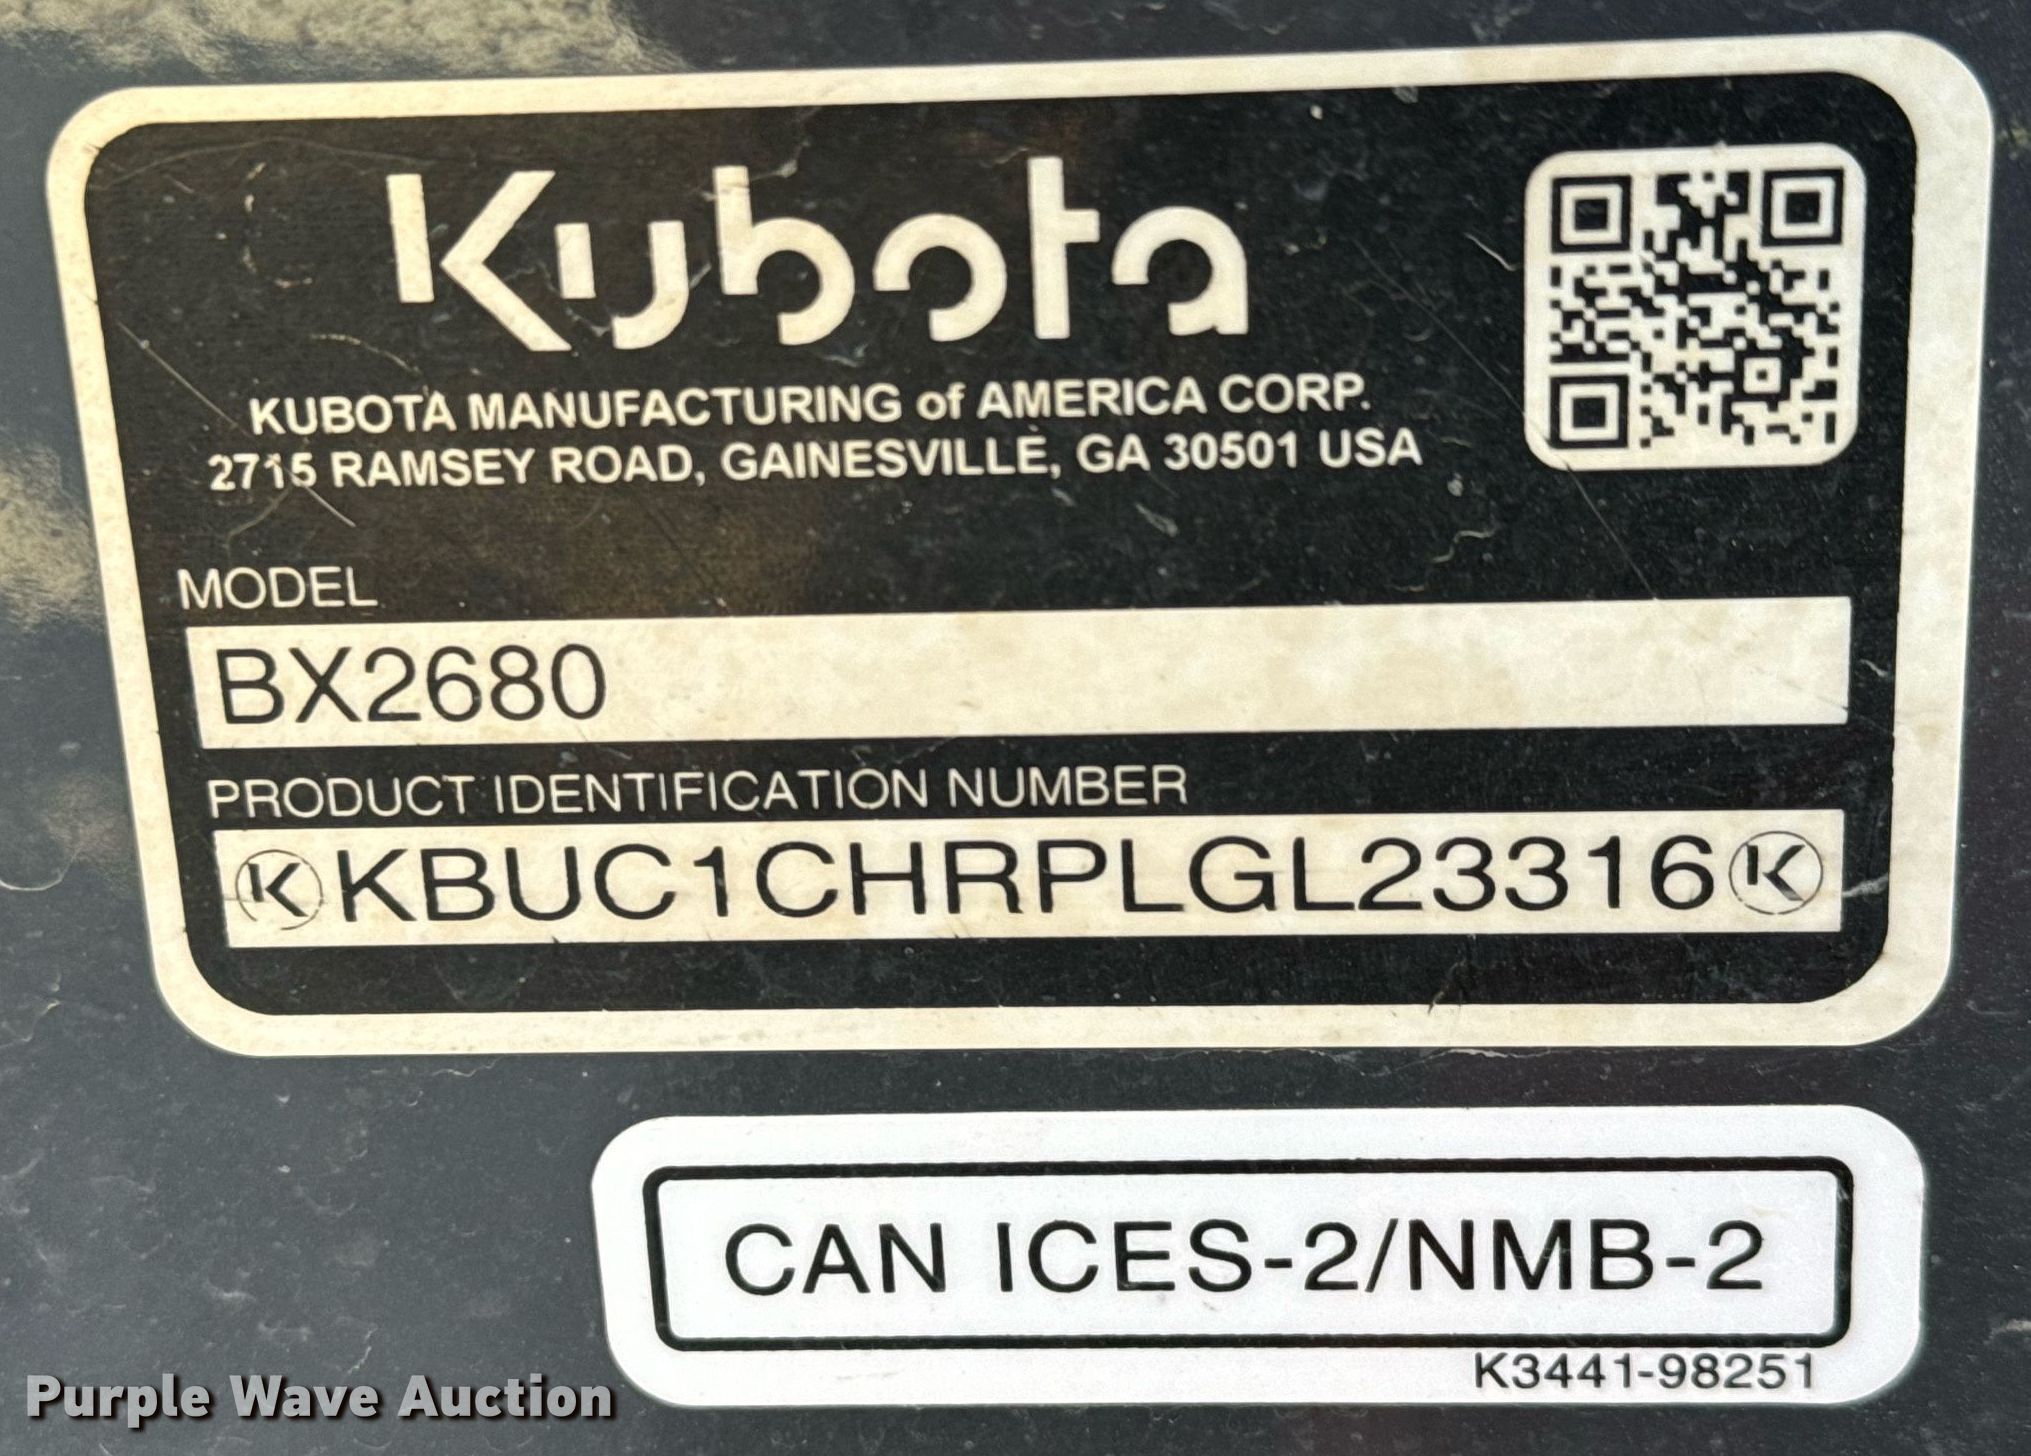 Kubota
KUBOTA MANUFACTURING of AMERICA CORP.
2715 RAMSEY ROAD, GAINESVILLE, GA 30501 USA
MODEL
BX2680
PRODUCT IDENTIFICATION NUMBER
K KBUC1CHRPLGL23316 K
CAN ICES-2/NMB-2
K3441-98251
Purple Wave Auction